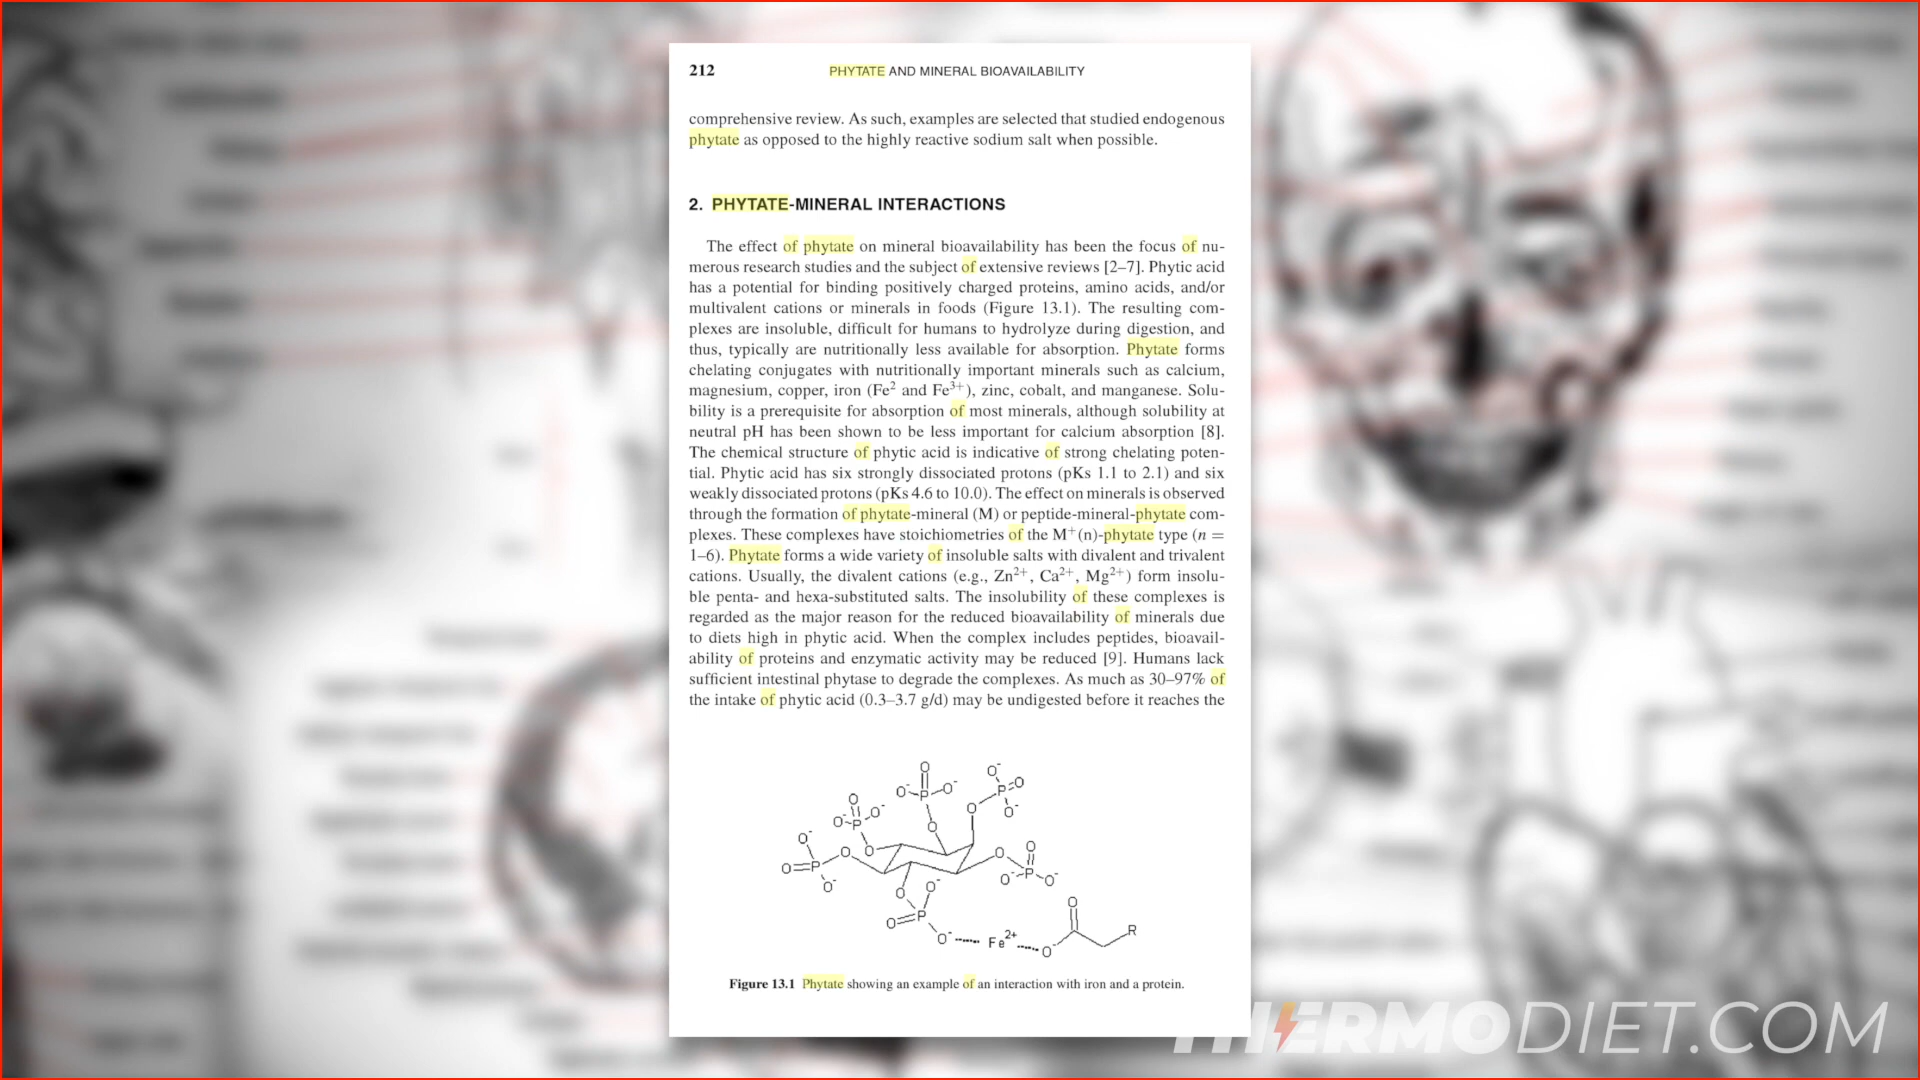 212 PHYTATE AND MINERAL BIOAVAILABILITY
comprehensive review. As such, examples are selected that studied endogenous
phytate as opposed to the highly reactive sodium salt when possible.
2. PHYTATE-MINERAL INTERACTIONS
The effect of phytate on mineral bioavailability has been the focus of nu-
merous research studies and the subject of extensive reviews [2–7]. Phytic acid
has a potential for binding positively charged proteins, amino acids, and/or
multivalent cations or minerals in foods (Figure 13.1). The resulting com-
plexes are insoluble, difficult for humans to hydrolyze during digestion, and
thus, typically are nutritionally less available for absorption. Phytate forms
chelating conjugates with nutritionally important minerals such as calcium,
magnesium, copper, iron (Fe² and Fe³⁺), zinc, cobalt, and manganese. Solu-
bility is a prerequisite for absorption of most minerals, although solubility at
neutral pH has been shown to be less important for calcium absorption [8].
The chemical structure of phytic acid is indicative of strong chelating poten-
tial. Phytic acid has six strongly dissociated protons (pKs 1.1 to 2.1) and six
weakly dissociated protons (pKs 4.6 to 10.0). The effect on minerals is observed
through the formation of phytate-mineral (M) or peptide-mineral-phytate com-
plexes. These complexes have stoichiometries of the M⁺(n)-phytate type (n =
1–6). Phytate forms a wide variety of insoluble salts with divalent and trivalent
cations. Usually, the divalent cations (e.g., Zn²⁺, Ca²⁺, Mg²⁺) form insolu-
ble penta- and hexa-substituted salts. The insolubility of these complexes is
regarded as the major reason for the reduced bioavailability of minerals due
to diets high in phytic acid. When the complex includes peptides, bioavail-
ability of proteins and enzymatic activity may be reduced [9]. Humans lack
sufficient intestinal phytase to degrade the complexes. As much as 30–97% of
the intake of phytic acid (0.3–3.7 g/d) may be undigested before it reaches the
Fe²⁺
R
Figure 13.1 Phytate showing an example of an interaction with iron and a protein.
THERMODIET.COM